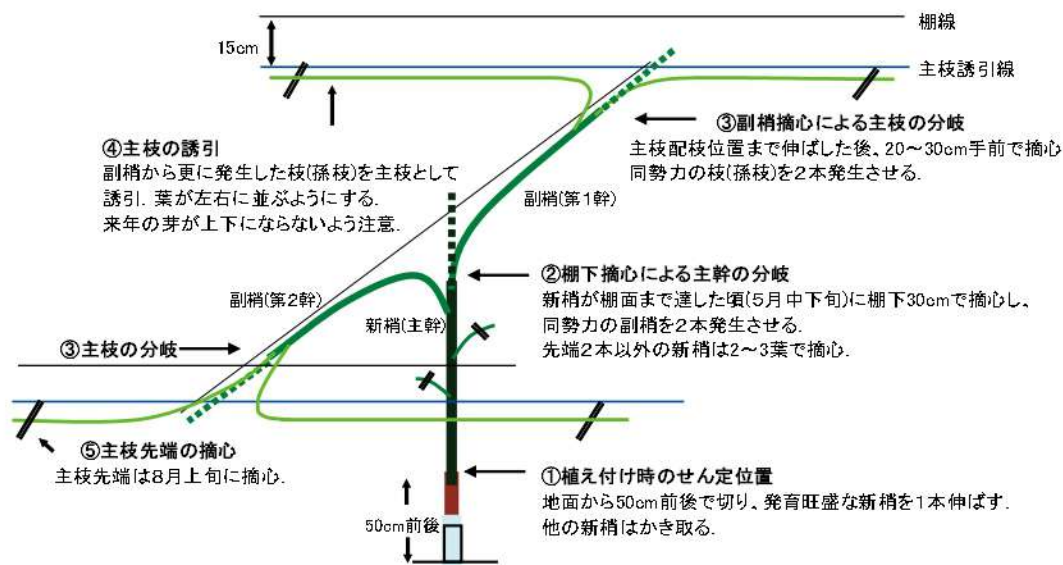 棚線
15cm
主枝誘引線
③副梢摘心による主枝の分岐
主枝配枝位置まで伸ばした後、20～30cm手前で摘心
同勢力の枝(孫枝)を2本発生させる.
④主枝の誘引
副梢から更に発生した枝(孫枝)を主枝として
誘引. 葉が左右に並ぶようにする.
来年の芽が上下にならないよう注意.
副梢(第1幹)
②棚下摘心による主幹の分岐
新梢が棚面まで達した頃(5月中下旬)に棚下30cmで摘心し、
同勢力の副梢を2本発生させる.
先端2本以外の新梢は2～3葉で摘心.
副梢(第2幹)
新梢(主幹)
③主枝の分岐
⑤主枝先端の摘心
主枝先端は8月上旬に摘心.
①植え付け時のせん定位置
地面から50cm前後で切り、発育旺盛な新梢を1本伸ばす.
他の新梢はかき取る.
50cm前後